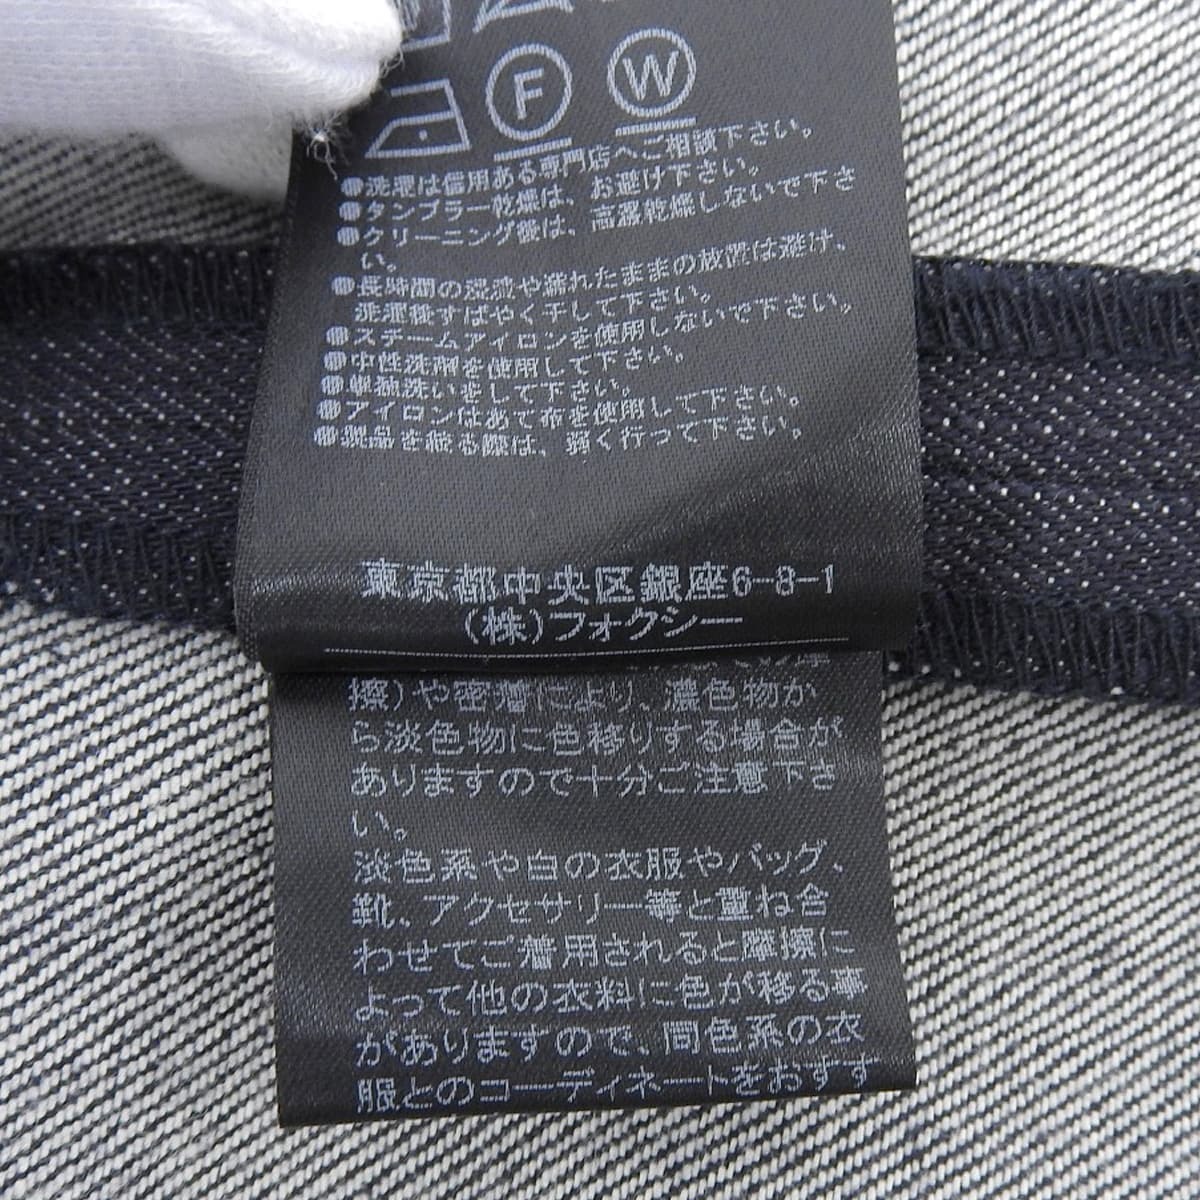 F W
●洗濯は信用ある専門店へご相談下さい。
●タンブラー乾燥は、お避け下さい。
●クリーニング後は、高温乾燥しないで下さ
い。
●長時間の浸漬や濡れたままの放置は避け、
洗濯後すばやく干して下さい。
●スチームアイロンを使用しないで下さい。
●中性洗剤を使用して下さい。
●単独洗いをして下さい。
●アイロンはあて布を使用して下さい。
●製品を絞る際は、弱く行って下さい。
東京都中央区銀座6-8-1
(株)フォクシー
での摩
擦)や密着により、濃色物か
ら淡色物に色移りする場合が
ありますので十分ご注意下さ
い。
淡色系や白の衣服やバッグ、
靴、アクセサリー等と重ね合
わせてご着用されると摩擦に
よって他の衣料に色が移る事
がありますので、同色系の衣
服とのコーディネートをおすす